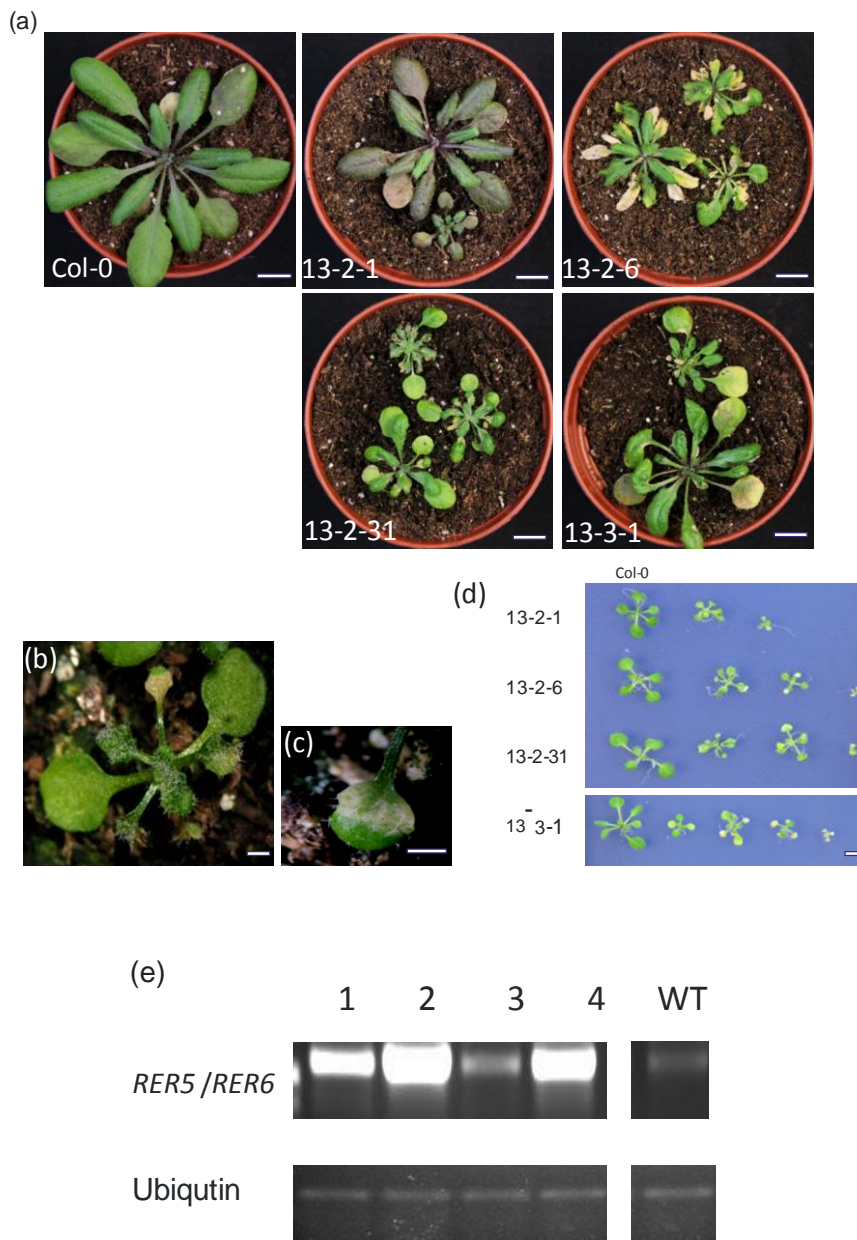 (a)
Col-0
13-2-1
13-2-6
13-2-31
13-3-1
(b)
(c)
(d)
Col-0
13-2-1
13-2-6
13-2-31
13 - 3-1
(e)
1 2 3 4 WT
RER5 /RER6
Ubiqutin